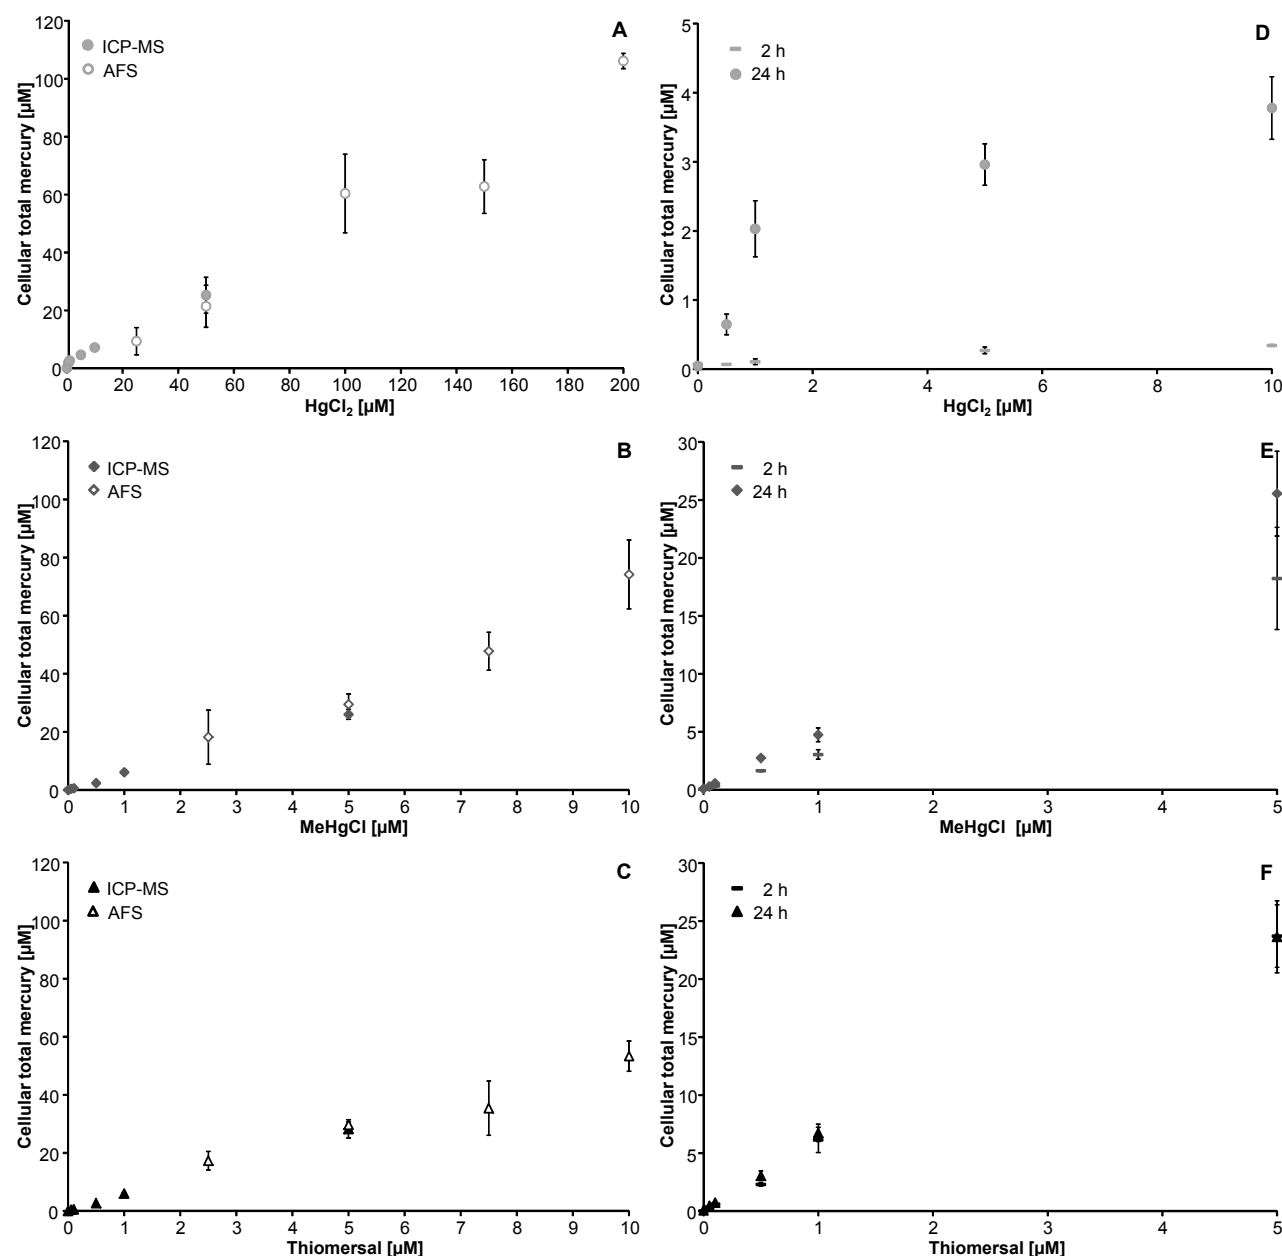 A
ICP-MS
AFS
Cellular total mercury [µM]
120
100
80
60
40
20
0
0 20 40 60 80 100 120 140 160 180 200
HgCl₂ [µM]
D
2 h
24 h
Cellular total mercury [µM]
5
4
3
2
1
0
0 2 4 6 8 10
HgCl₂ [µM]
B
ICP-MS
AFS
Cellular total mercury [µM]
120
100
80
60
40
20
0
0 1 2 3 4 5 6 7 8 9 10
MeHgCl [µM]
E
2 h
24 h
Cellular total mercury [µM]
30
25
20
15
10
5
0
0 1 2 3 4 5
MeHgCl [µM]
C
ICP-MS
AFS
Cellular total mercury [µM]
120
100
80
60
40
20
0
0 1 2 3 4 5 6 7 8 9 10
Thiomersal [µM]
F
2 h
24 h
Cellular total mercury [µM]
30
25
20
15
10
5
0
0 1 2 3 4 5
Thiomersal [µM]